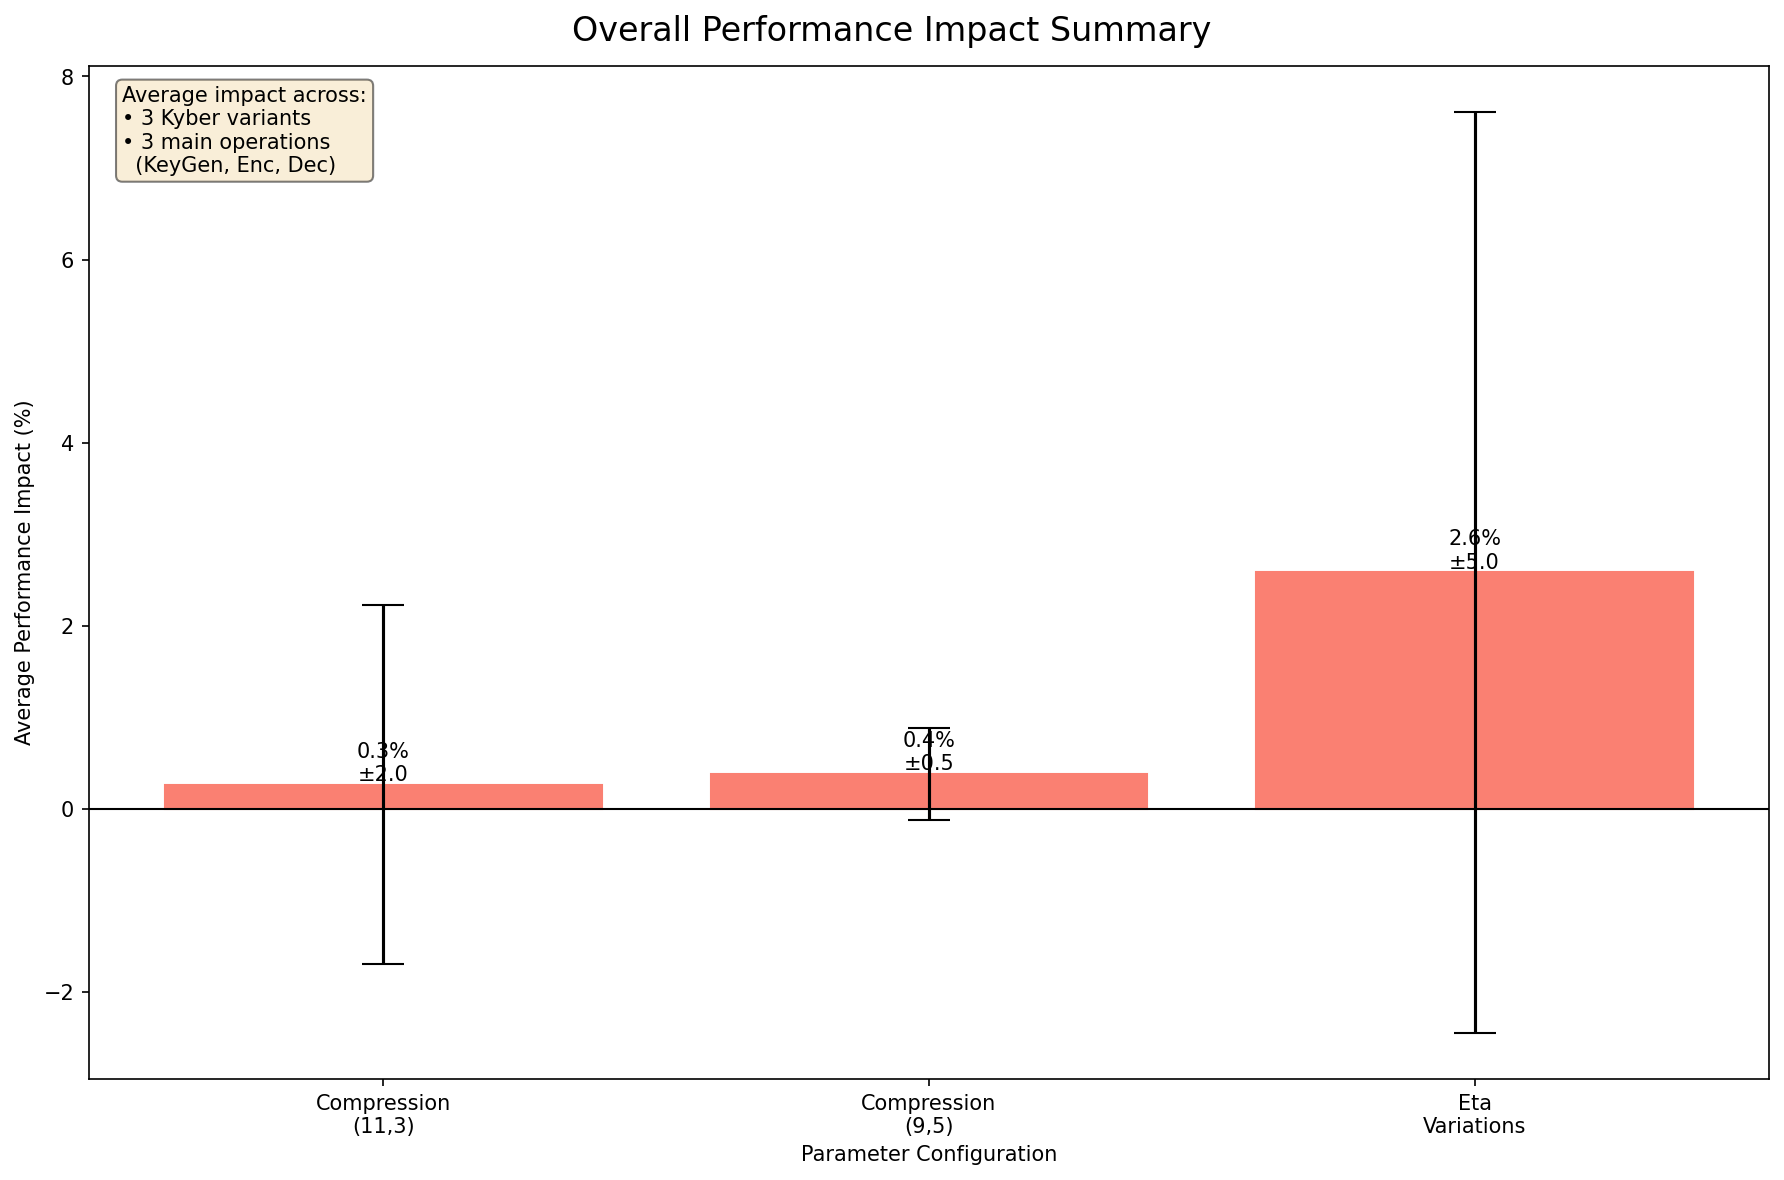 Overall Performance Impact Summary
Average impact across:
• 3 Kyber variants
• 3 main operations
(KeyGen, Enc, Dec)
Average Performance Impact (%)
8
6
4
2
0
−2
0.3%
±2.0
0.4%
±0.5
2.6%
±5.0
Compression
(11,3)
Compression
(9,5)
Eta
Variations
Parameter Configuration